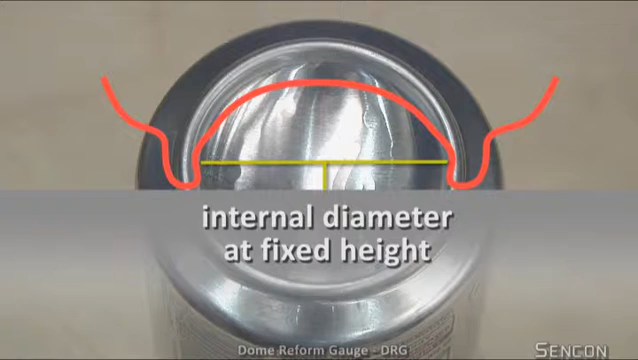 internal diameter
at fixed height
Dome Reform Gauge - DRG
SENCON